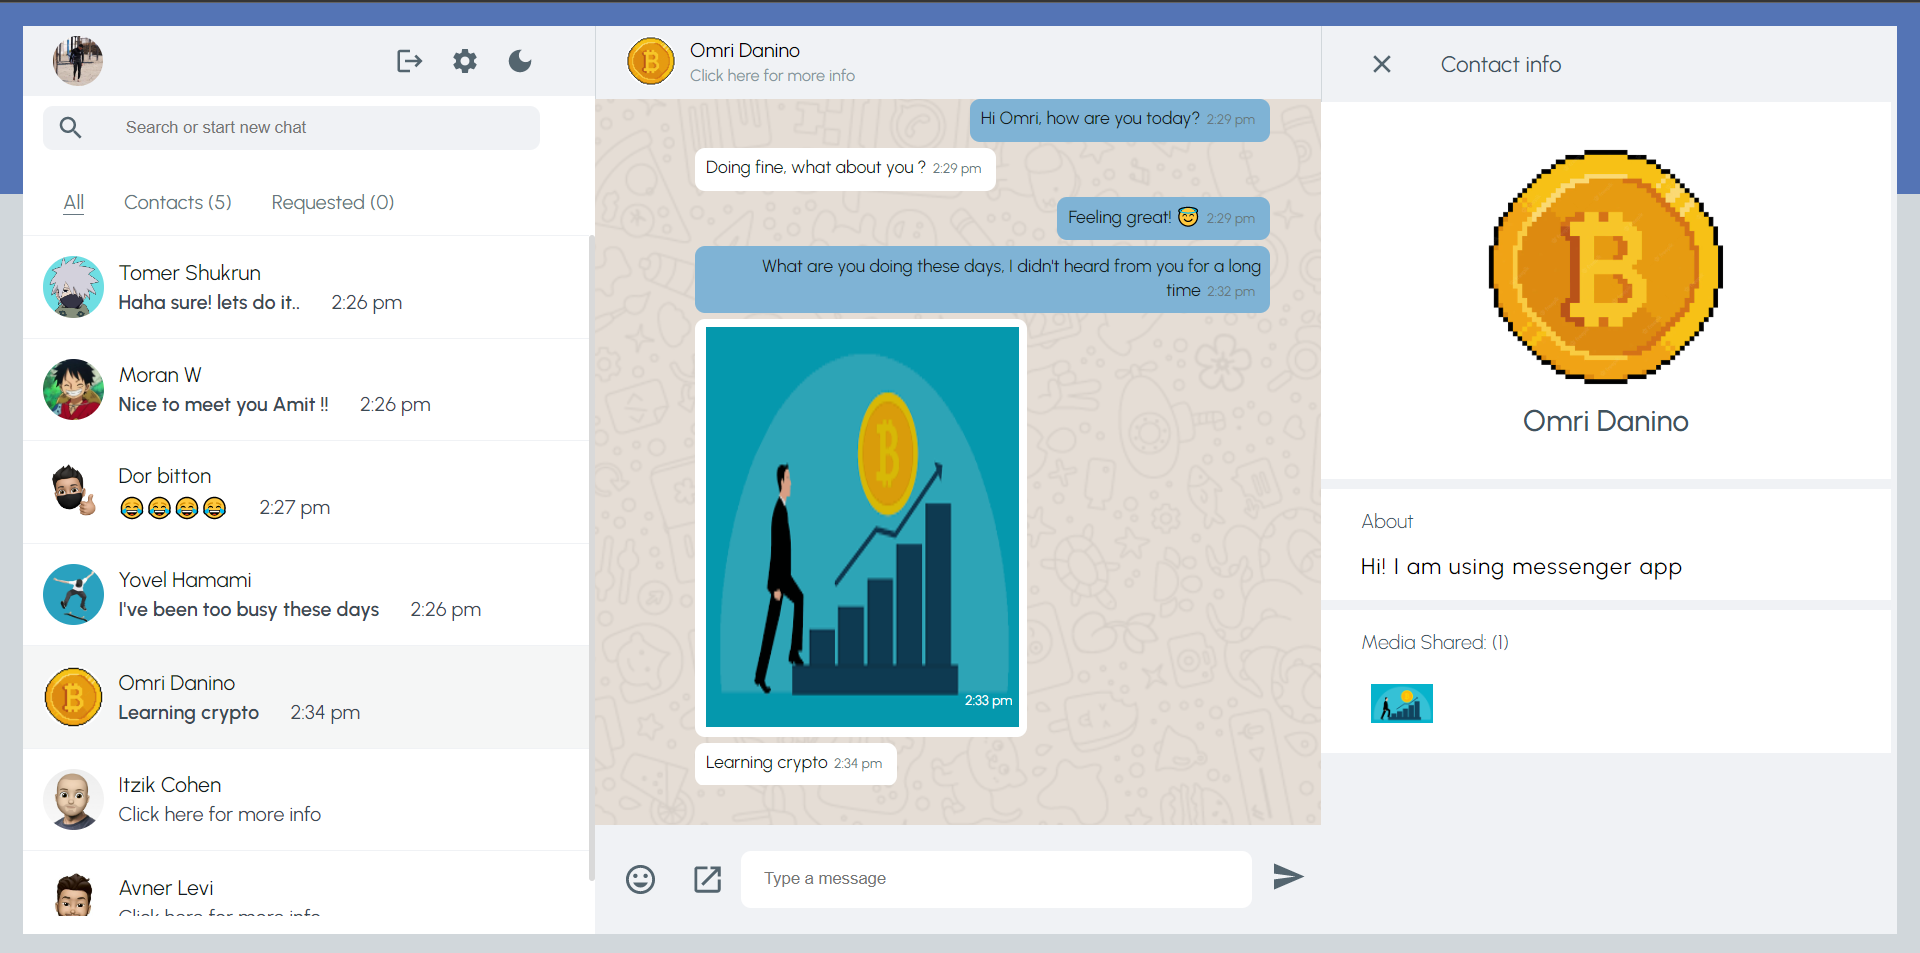 Search or start new chat
All Contacts (5) Requested (0)
Tomer Shukrun
Haha sure! lets do it.. 2:26 pm
Moran W
Nice to meet you Amit !! 2:26 pm
Dor bitton
😂😂😂😂 2:27 pm
Yovel Hamami
I've been too busy these days 2:26 pm
Omri Danino
Learning crypto 2:34 pm
Itzik Cohen
Click here for more info
Avner Levi
Click here for more info
Omri Danino
Click here for more info
Hi Omri, how are you today? 2:29 pm
Doing fine, what about you ? 2:29 pm
Feeling great! 😇 2:29 pm
What are you doing these days, I didn't heard from you for a long
time 2:32 pm
2:33 pm
Learning crypto 2:34 pm
Type a message
Contact info
Omri Danino
About
Hi! I am using messenger app
Media Shared: (1)